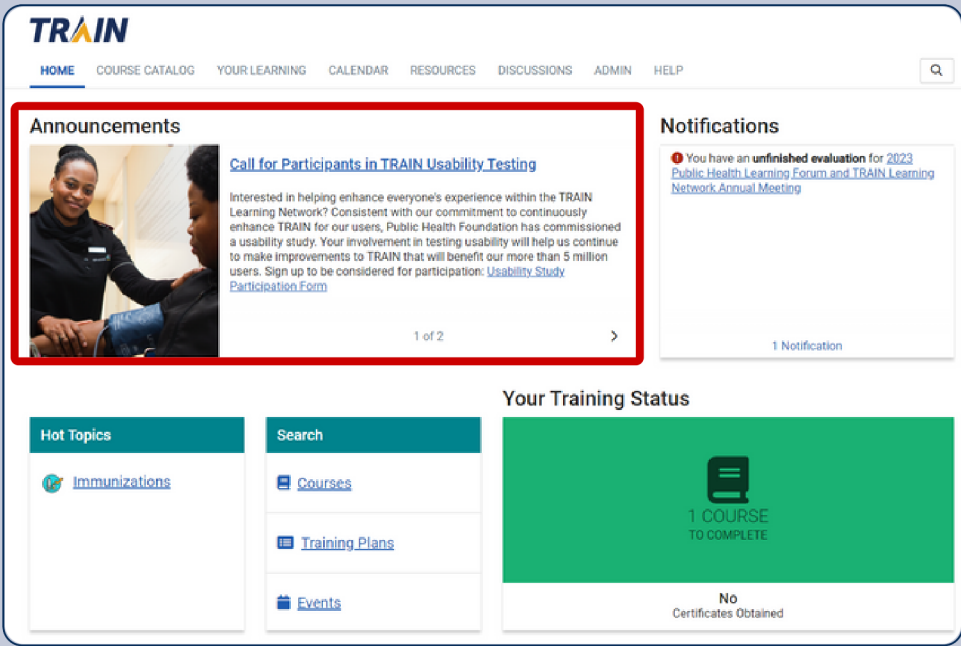 TRAIN
HOME COURSE CATALOG YOUR LEARNING CALENDAR RESOURCES DISCUSSIONS ADMIN HELP
Announcements
Call for Participants in TRAIN Usability Testing
Interested in helping enhance everyone's experience within the TRAIN
Learning Network? Consistent with our commitment to continuously
enhance TRAIN for our users, Public Health Foundation has commissioned
a usability study. Your involvement in testing usability will help us continue
to make improvements to TRAIN that will benefit our more than 5 million
users. Sign up to be considered for participation: Usability Study
Participation Form
1 of 2
Notifications
You have an unfinished evaluation for 2023
Public Health Learning Forum and TRAIN Learning
Network Annual Meeting
1 Notification
Hot Topics
Immunizations
Search
Courses
Training Plans
Events
Your Training Status
1 COURSE
TO COMPLETE
No
Certificates Obtained